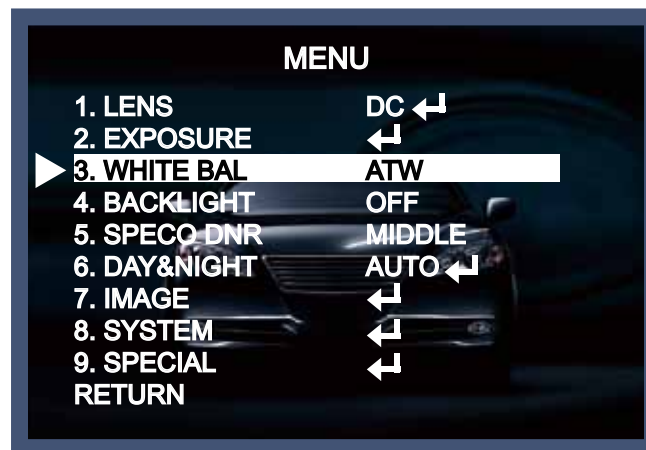 MENU
1. LENS DC
2. EXPOSURE
3. WHITE BAL ATW
4. BACKLIGHT OFF
5. SPECO DNR MIDDLE
6. DAY&NIGHT AUTO
7. IMAGE
8. SYSTEM
9. SPECIAL
RETURN